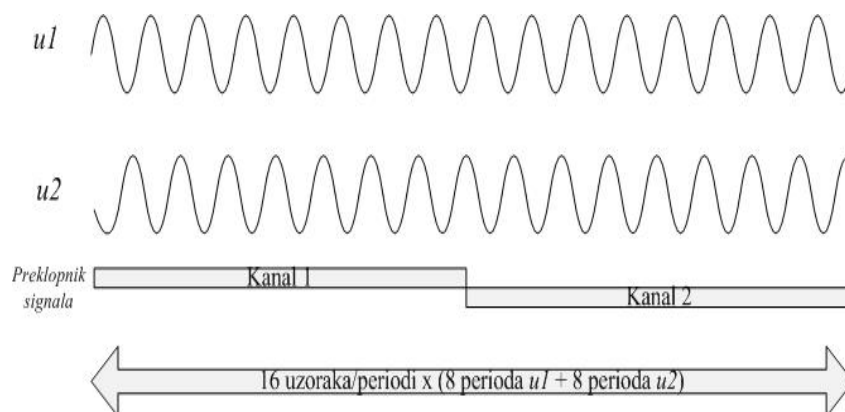 u1
u2
Preklopnik
signala
Kanal 1
Kanal 2
16 uzoraka/periodi x (8 perioda u1 + 8 perioda u2)